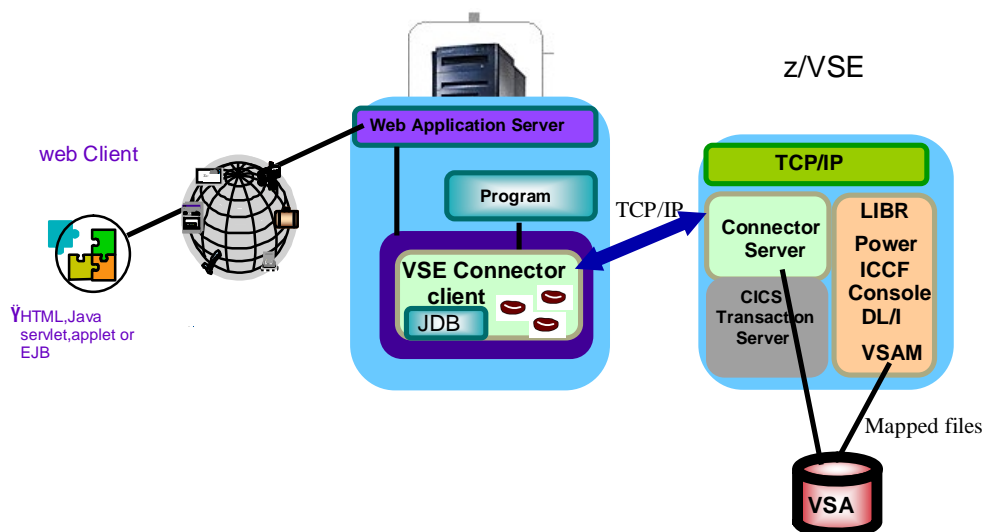 z/VSE
Web Application Server
web Client
TCP/IP
Program
TCP/IP
Connector
Server
LIBR
Power
ICCF
Console
DL/I
VSAM
VSE Connector
client
JDB
CICS
Transaction
Server
ŸHTML,Java
servlet,applet or
EJB
Mapped files
VSA